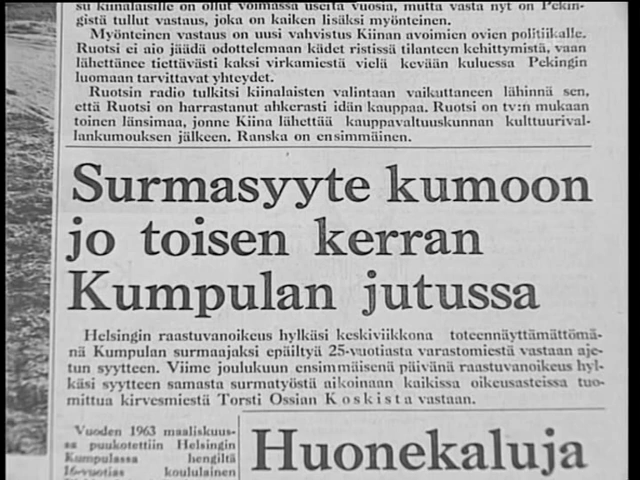 su kiinalaisille on ollut voimassa useita vuosia, mutta vasta nyt on Pekin-
gistä tullut vastaus, joka on kaiken lisäksi myönteinen.
Myönteinen vastaus on uusi vahvistus Kiinan avoimien ovien politiikalle.
Ruotsi ei aio jäädä odottelemaan kädet ristissä tilanteen kehittymistä, vaan
lähettänee tiettävästi kaksi virkamiestä vielä kevään kuluessa Pekingin
luomaan tarvittavat yhteydet.
Ruotsin radio tulkitsi kiinalaisten valintaan vaikuttaneen lähinnä sen,
että Ruotsi on harrastanut ahkerasti idän kauppaa. Ruotsi on tv:n mukaan
toinen länsimaa, jonne Kiina lähettää kauppavaltuuskunnan kulttuurival-
lankumouksen jälkeen. Ranska on ensimmäinen.
Surmasyyte kumoon
jo toisen kerran
Kumpulan jutussa
Helsingin raastuvanoikeus hylkäsi keskiviikkona toteennäyttämättömä-
nä Kumpulan surmaajaksi epäiltyä 25-vuotiasta varastomiestä vastaan aje-
tun syytteen. Viime joulukuun ensimmäisenä päivänä raastuvanoikeus hyl-
käsi syytteen samasta surmatyöstä aikoinaan kaikissa oikeusasteissa tuo-
mittua kirvesmiestä Torsti Ossian Koskista vastaan.
Vuoden 1963 maaliskuus-
sa puukotettiin Helsingin
Kumpulassa hengiltä
16-vuotias koululainen
Huonekaluja